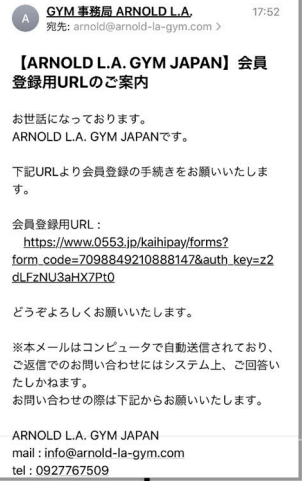 GYM 事務局 ARNOLD L.A.
17:52
宛先: arnold@arnold-la-gym.com >
【ARNOLD L.A. GYM JAPAN】会員
登録用URLのご案内
お世話になっております。
ARNOLD L.A. GYM JAPANです。
下記URLより会員登録の手続きをお願いいたしま
す。
会員登録用URL：
https://www.0553.jp/kaihipay/forms?
form_code=7098849210888147&auth_key=z2
dLFzNU3aHX7Pt0
どうぞよろしくお願いいたします。
※本メールはコンピュータで自動送信されており、
ご返信でのお問い合わせにはシステム上、ご回答い
たしかねます。
お問い合わせの際は下記からお願いいたします。
ARNOLD L.A. GYM JAPAN
mail : info@arnold-la-gym.com
tel : 0927767509